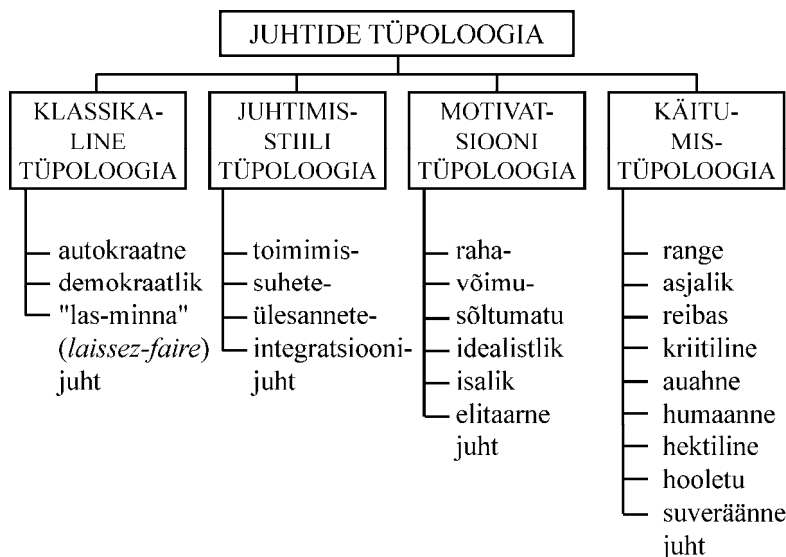 JUHTIDE TÜPOLOOGIA
KLASSIKA-
LINE
TÜPOLOOGIA
autokraatne
demokraatlik
"las-minna"
(laissez-faire)
juht
JUHTIMIS-
STIILI
TÜPOLOOGIA
toimimis-
suhete-
ülesannete-
integratsiooni-
juht
MOTIVAT-
SIOONI
TÜPOLOOGIA
raha-
võimu-
sõltumatu
idealistlik
isalik
elitaarne
juht
KÄITU-
MIS-
TÜPOLOOGIA
range
asjalik
reibas
kriitiline
auahne
humaanne
hektiline
hooletu
suveräänne
juht